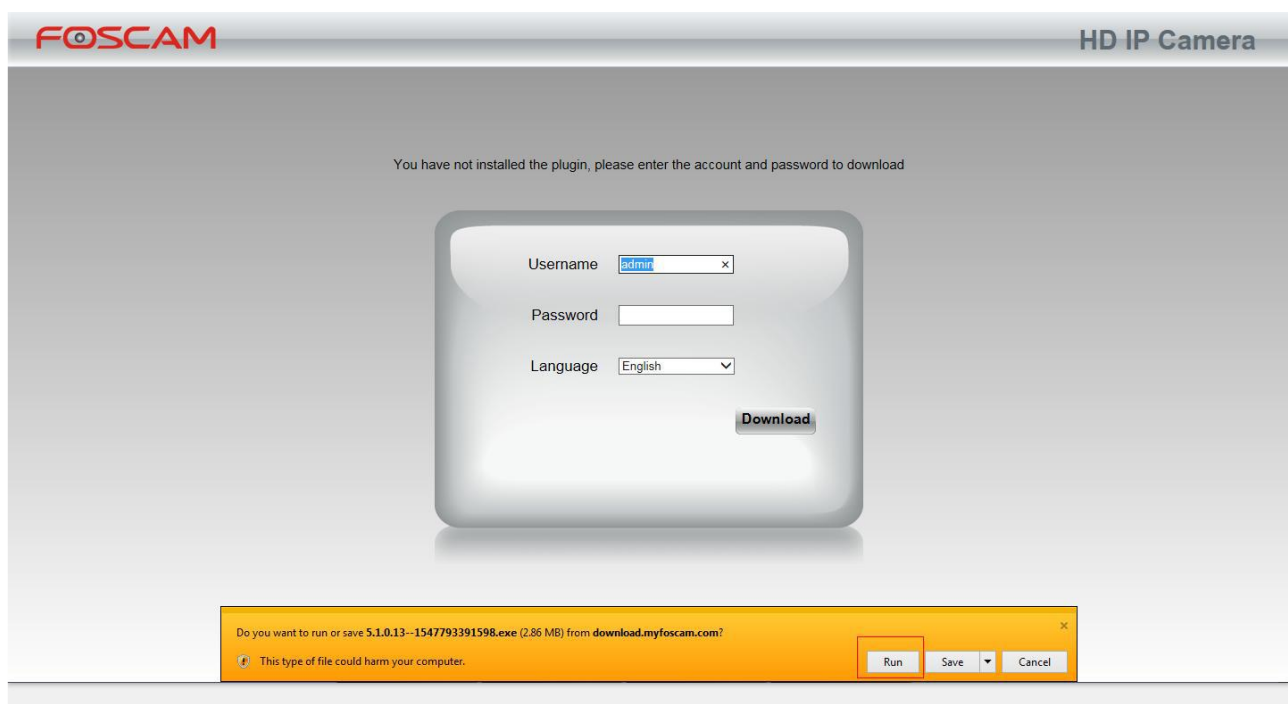 FOSCAM
HD IP Camera
You have not installed the plugin, please enter the account and password to download
Username admin ×
Password
Language English
Download
Do you want to run or save 5.1.0.13--1547793391598.exe (2.86 MB) from download.myfoscam.com? ×
This type of file could harm your computer.
Run Save Cancel